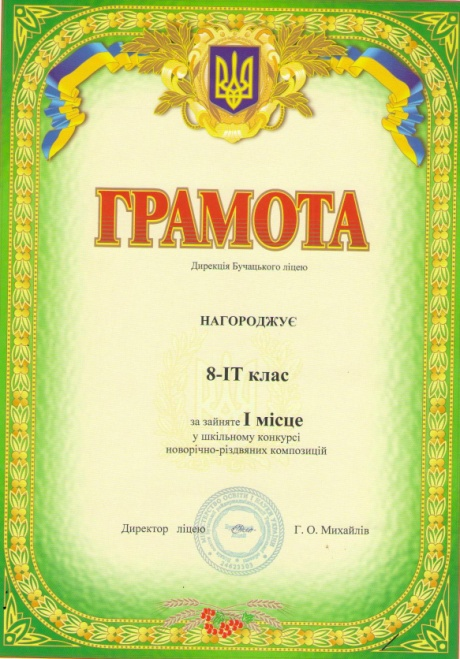 ГРАМОТА
Дирекція Бучацького ліцею
НАГОРОДЖУЄ
8-ІТ клас
за зайняте І місце
у шкільному конкурсі
новорічно-різдвяних композицій
Директор ліцею Г. О. Михайлів